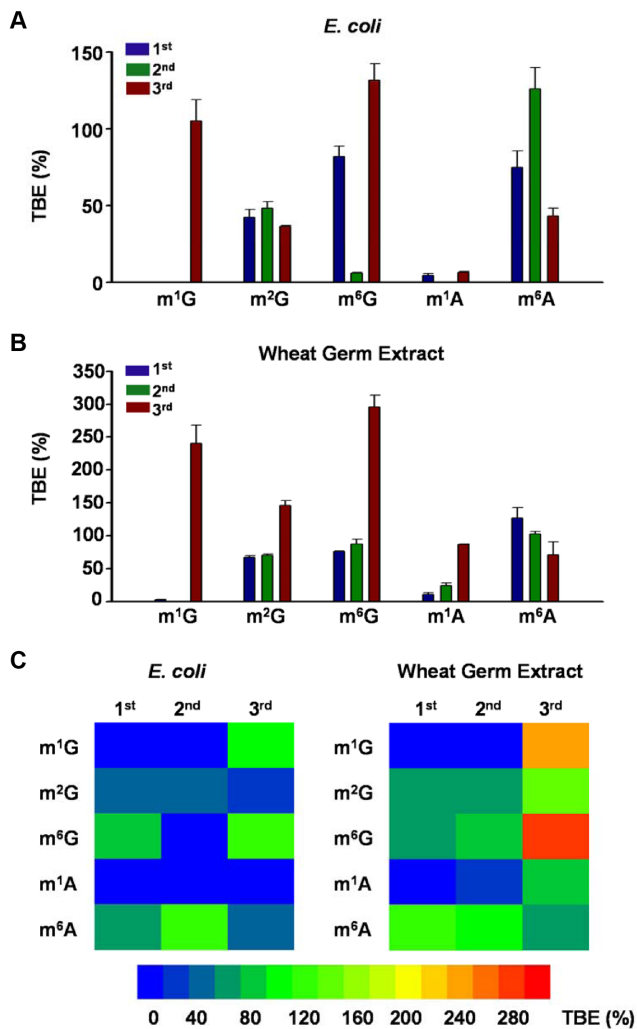 A
E. coli
1st
2nd
3rd
TBE (%)
150
100
50
0
m¹G
m²G
m⁶G
m¹A
m⁶A
B
Wheat Germ Extract
1st
2nd
3rd
TBE (%)
350
300
250
200
150
100
50
0
m¹G
m²G
m⁶G
m¹A
m⁶A
C
E. coli
Wheat Germ Extract
1st 2nd 3rd
1st 2nd 3rd
m¹G
m²G
m⁶G
m¹A
m⁶A
m¹G
m²G
m⁶G
m¹A
m⁶A
0 40 80 120 160 200 240 280 TBE (%)